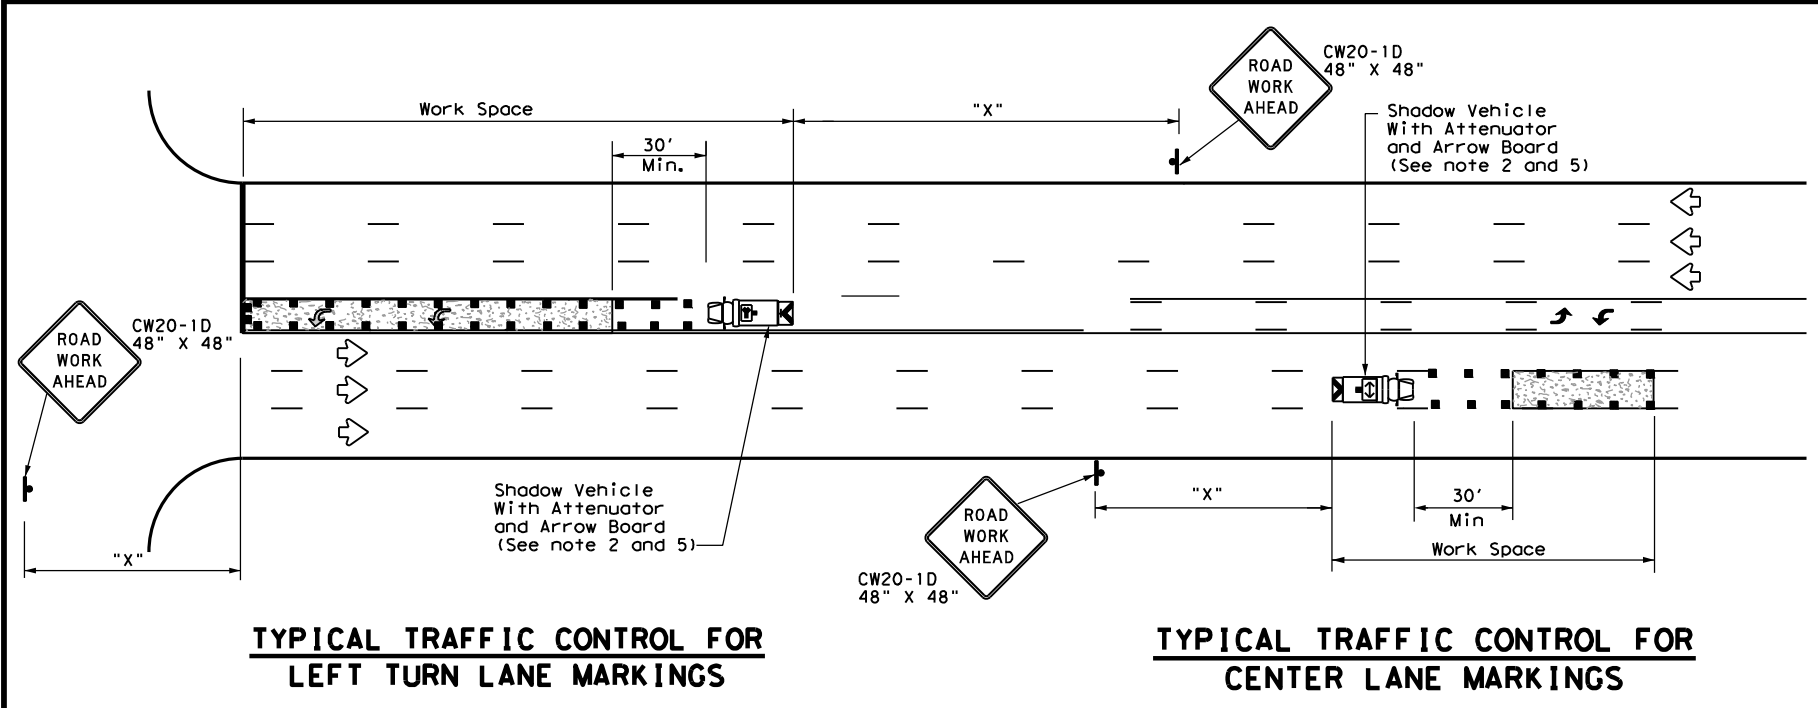 ROAD
WORK
AHEAD
CW20-1D
48" X 48"
Work Space
"X"
Shadow Vehicle
With Attenuator
and Arrow Board
(See note 2 and 5)
30'
Min.
ROAD
WORK
AHEAD
CW20-1D
48" X 48"
Shadow Vehicle
With Attenuator
and Arrow Board
(See note 2 and 5)
"X"
ROAD
WORK
AHEAD
CW20-1D
48" X 48"
"X"
30'
Min
Work Space
TYPICAL TRAFFIC CONTROL FOR
LEFT TURN LANE MARKINGS
TYPICAL TRAFFIC CONTROL FOR
CENTER LANE MARKINGS